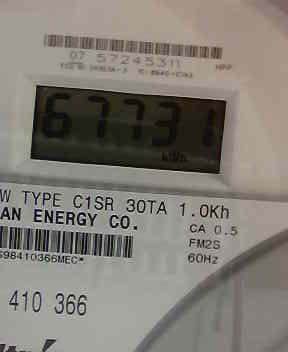 07 57245311
67731
kWh
W TYPE C1SR 30TA 1.0Kh
AN ENERGY CO.
CA 0.5
FM2S
60Hz
698410366MEC*
410 366